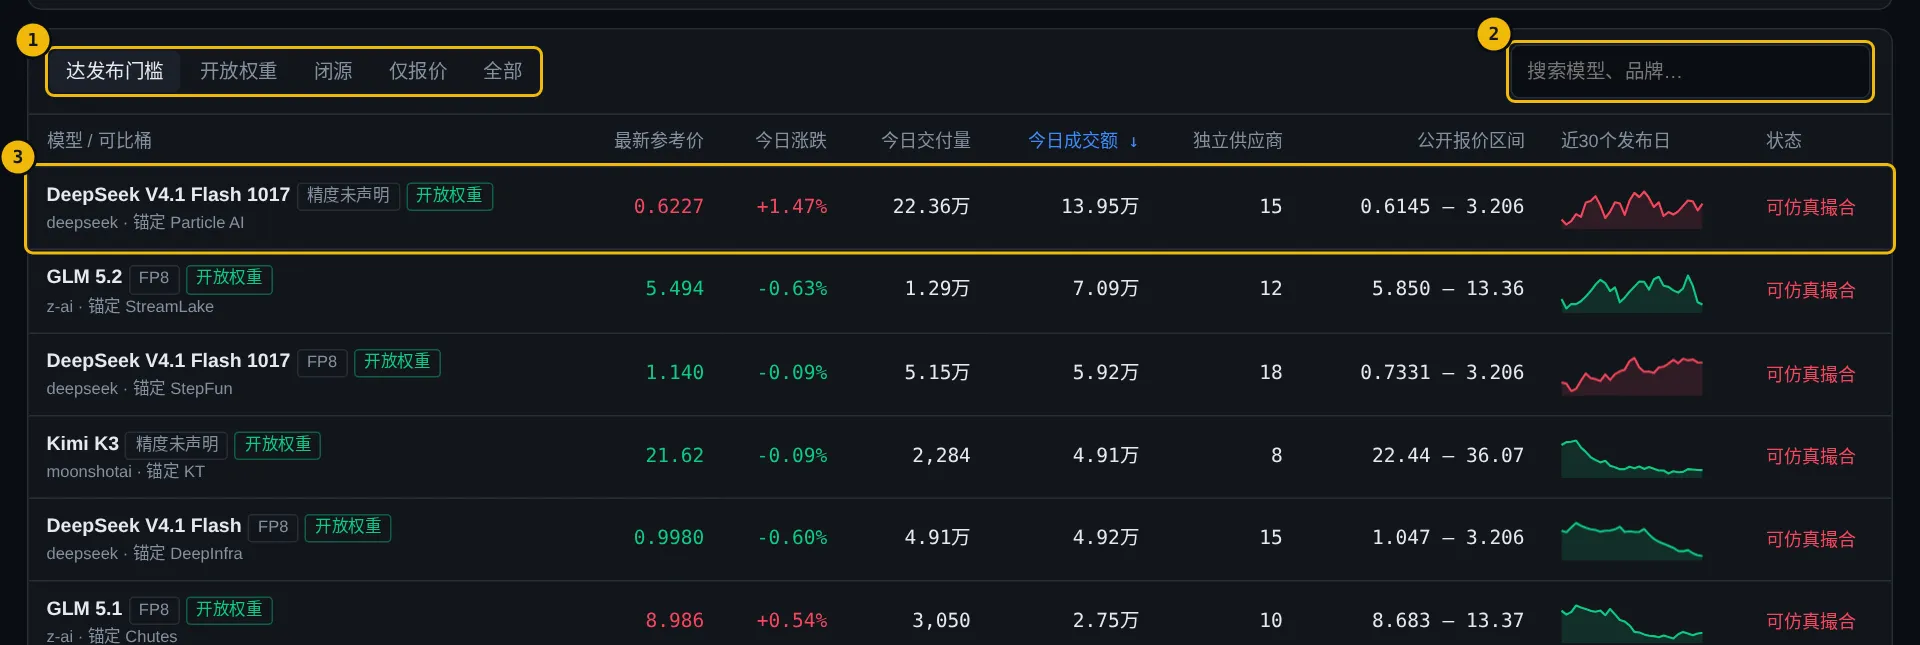 1
2
达发布门槛 开放权重 闭源 仅报价 全部
搜索模型、品牌…
模型 / 可比桶 最新参考价 今日涨跌 今日交付量 今日成交额 ↓ 独立供应商 公开报价区间 近30个发布日 状态
3
DeepSeek V4.1 Flash 1017 精度未声明 开放权重 0.6227 +1.47% 22.36万 13.95万 15 0.6145 – 3.206 可仿真撮合
deepseek · 锚定 Particle AI
GLM 5.2 FP8 开放权重 5.494 -0.63% 1.29万 7.09万 12 5.850 – 13.36 可仿真撮合
z-ai · 锚定 StreamLake
DeepSeek V4.1 Flash 1017 FP8 开放权重 1.140 -0.09% 5.15万 5.92万 18 0.7331 – 3.206 可仿真撮合
deepseek · 锚定 StepFun
Kimi K3 精度未声明 开放权重 21.62 -0.09% 2,284 4.91万 8 22.44 – 36.07 可仿真撮合
moonshotai · 锚定 KT
DeepSeek V4.1 Flash FP8 开放权重 0.9980 -0.60% 4.91万 4.92万 15 1.047 – 3.206 可仿真撮合
deepseek · 锚定 DeepInfra
GLM 5.1 FP8 开放权重 8.986 +0.54% 3,050 2.75万 10 8.683 – 13.37 可仿真撮合
z-ai · 锚定 Chutes